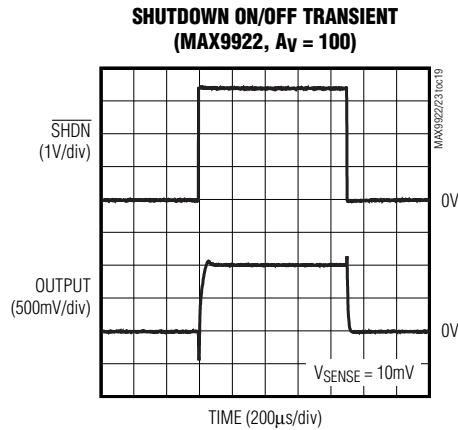 SHUTDOWN ON/OFF TRANSIENT
(MAX9922, AV = 100)
MAX9922/23 toc19
SHDN
(1V/div)
0V
OUTPUT
(500mV/div)
0V
VSENSE = 10mV
TIME (200µs/div)